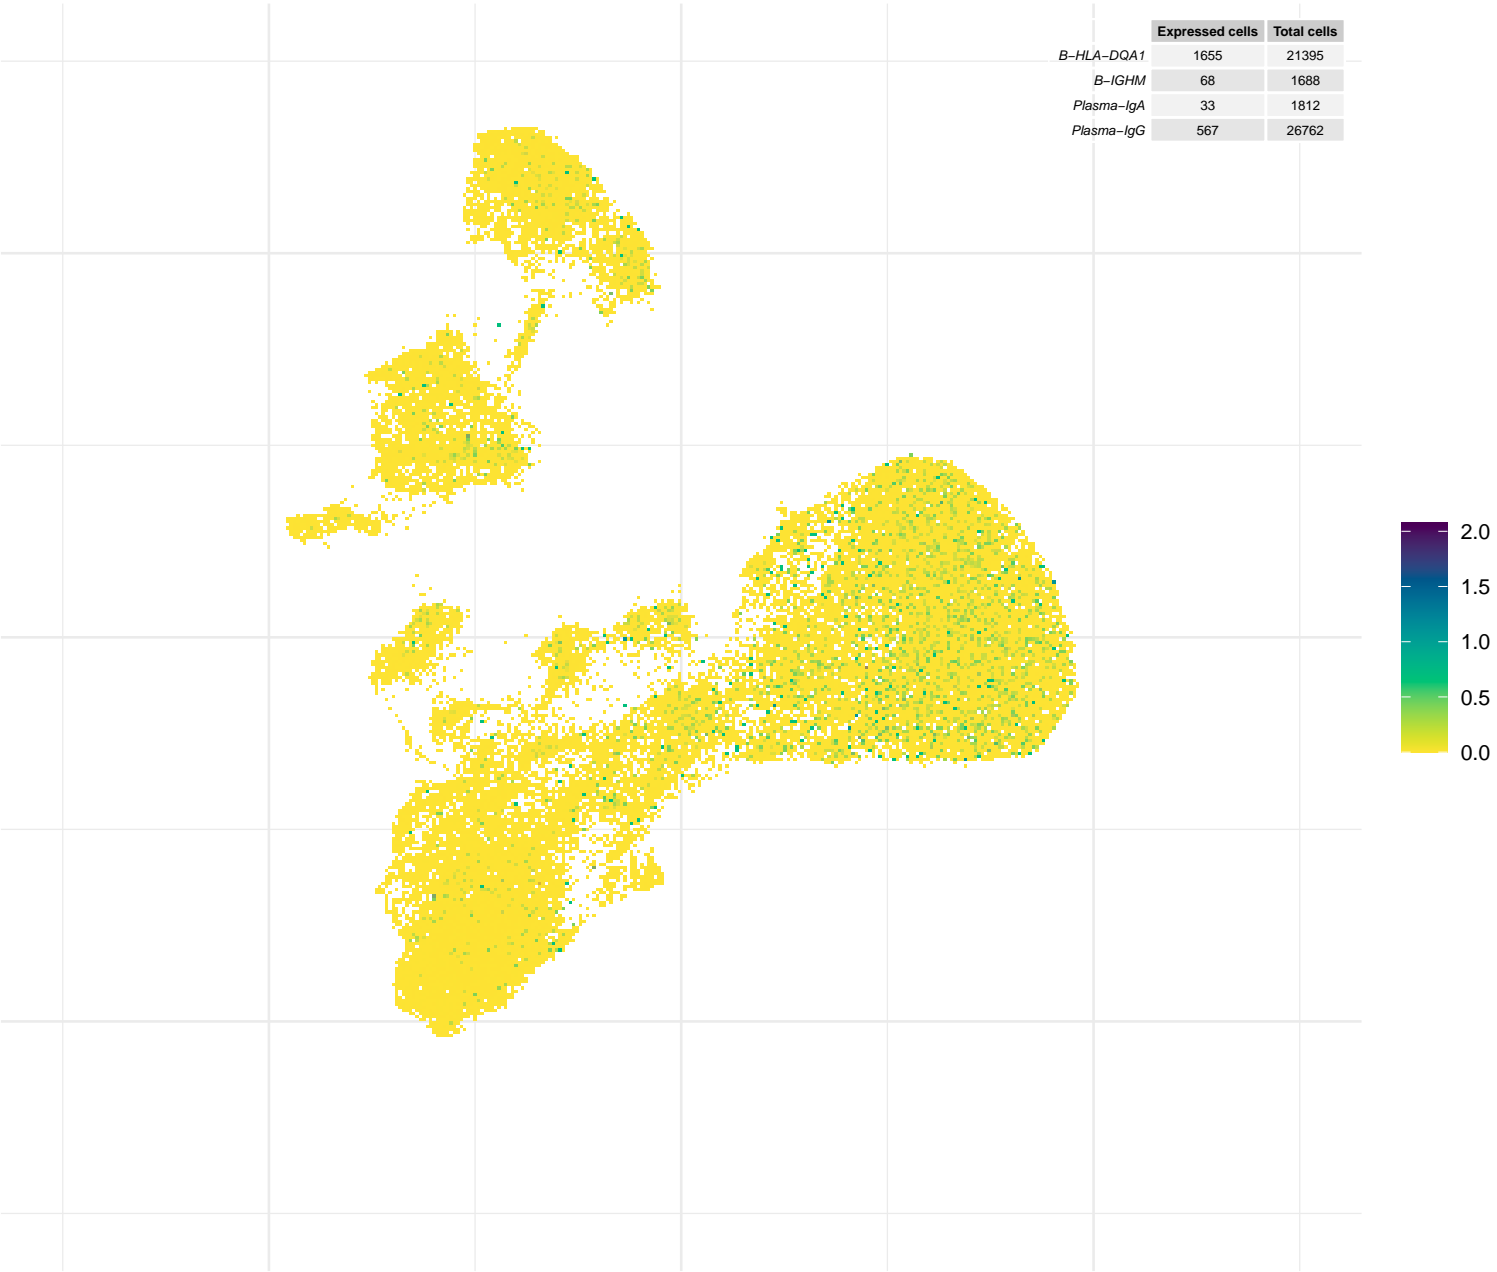 Expressed cells Total cells
B-HLA-DQA1 1655 21395
B-IGHM 68 1688
Plasma-IgA 33 1812
Plasma-IgG 567 26762
2.0
1.5
1.0
0.5
0.0